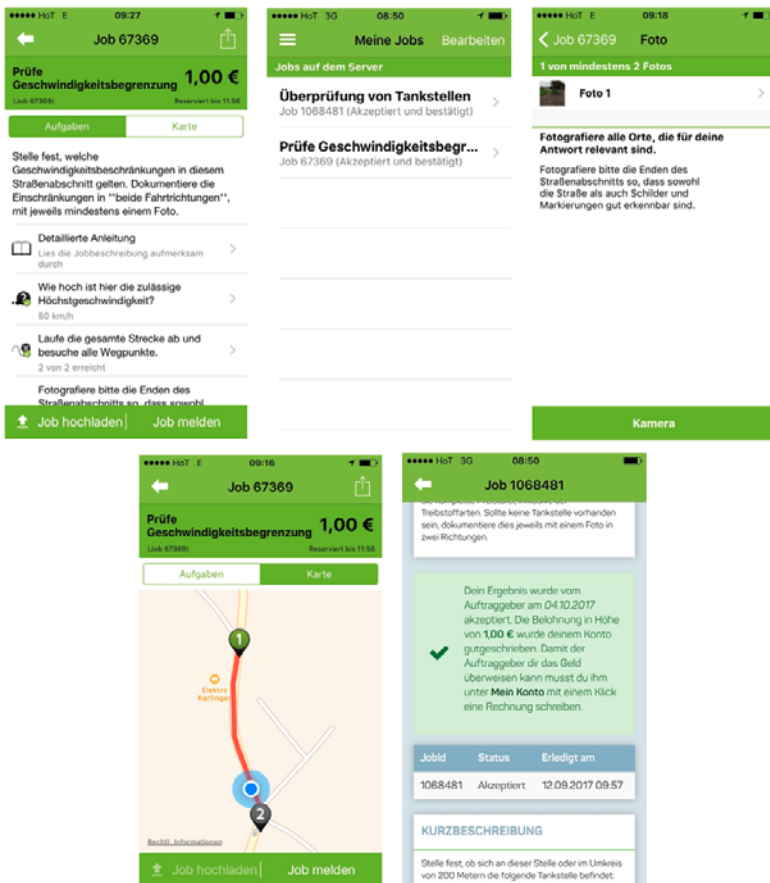 HoT E 09:27
Job 67369
Prüfe
Geschwindigkeitsbegrenzung 1,00 €
(Job 67369) Reserviert bis 11:56
Aufgaben Karte
Stelle fest, welche
Geschwindigkeitsbeschränkungen in diesem
Straßenabschnitt gelten. Dokumentiere die
Einschränkungen in **beide Fahrtrichtungen**,
mit jeweils mindestens einem Foto.
Detaillierte Anleitung
Lies die Jobbeschreibung aufmerksam
durch
Wie hoch ist hier die zulässige
Höchstgeschwindigkeit?
50 km/h
Laufe die gesamte Strecke ab und
besuche alle Wegpunkte.
2 von 2 erreicht
Fotografiere bitte die Enden des
Straßenabschnitts so, dass sowohl
Job hochladen Job melden
HoT 3G 08:50
Meine Jobs Bearbeiten
Jobs auf dem Server
Überprüfung von Tankstellen
Job 1068481 (Akzeptiert und bestätigt)
Prüfe Geschwindigkeitsbegr...
Job 67369 (Akzeptiert und bestätigt)
HoT E 09:18
Job 67369 Foto
1 von mindestens 2 Fotos
Foto 1
Fotografiere alle Orte, die für deine
Antwort relevant sind.
Fotografiere bitte die Enden des
Straßenabschnitts so, dass sowohl
die Straße als auch Schilder und
Markierungen gut erkennbar sind.
Kamera
HoT E 09:16
Job 67369
Prüfe
Geschwindigkeitsbegrenzung 1,00 €
(Job 67369) Reserviert bis 11:56
Aufgaben Karte
1
Elektro
Karlinger
2
Rechtl. Informationen
Job hochladen Job melden
HoT 3G 08:50
Job 1068481
Treibstoffarten. Sollte keine Tankstelle vorhanden
sein, dokumentiere dies jeweils mit einem Foto in
zwei Richtungen.
Dein Ergebnis wurde vom
Auftraggeber am 04.10.2017
akzeptiert. Die Belohnung in Höhe
von 1,00 € wurde deinem Konto
gutgeschrieben. Damit der
Auftraggeber dir das Geld
überweisen kann musst du ihm
unter Mein Konto mit einem Klick
eine Rechnung schreiben.
JobId Status Erledigt am
1068481 Akzeptiert 12.09.2017 09:57
KURZBESCHREIBUNG
Stelle fest, ob sich an dieser Stelle oder im Umkreis
von 200 Metern die folgende Tankstelle befindet: